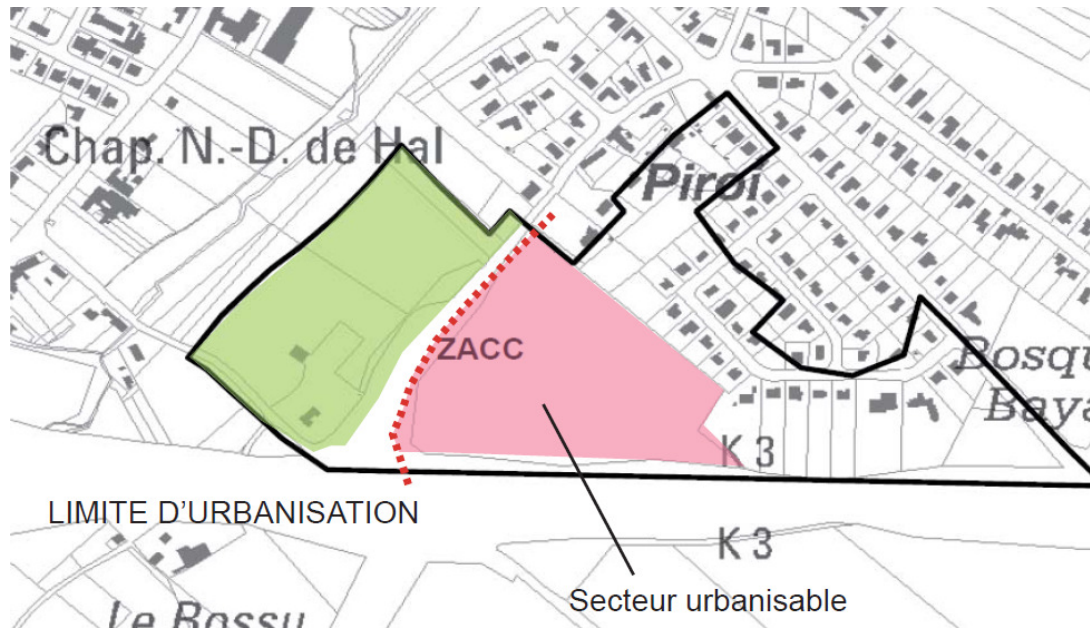 Chap. N.-D. de Hal
Piroi
ZACC
Bosqu
Baya
K 3
LIMITE D'URBANISATION
K 3
Secteur urbanisable
Le Bossu